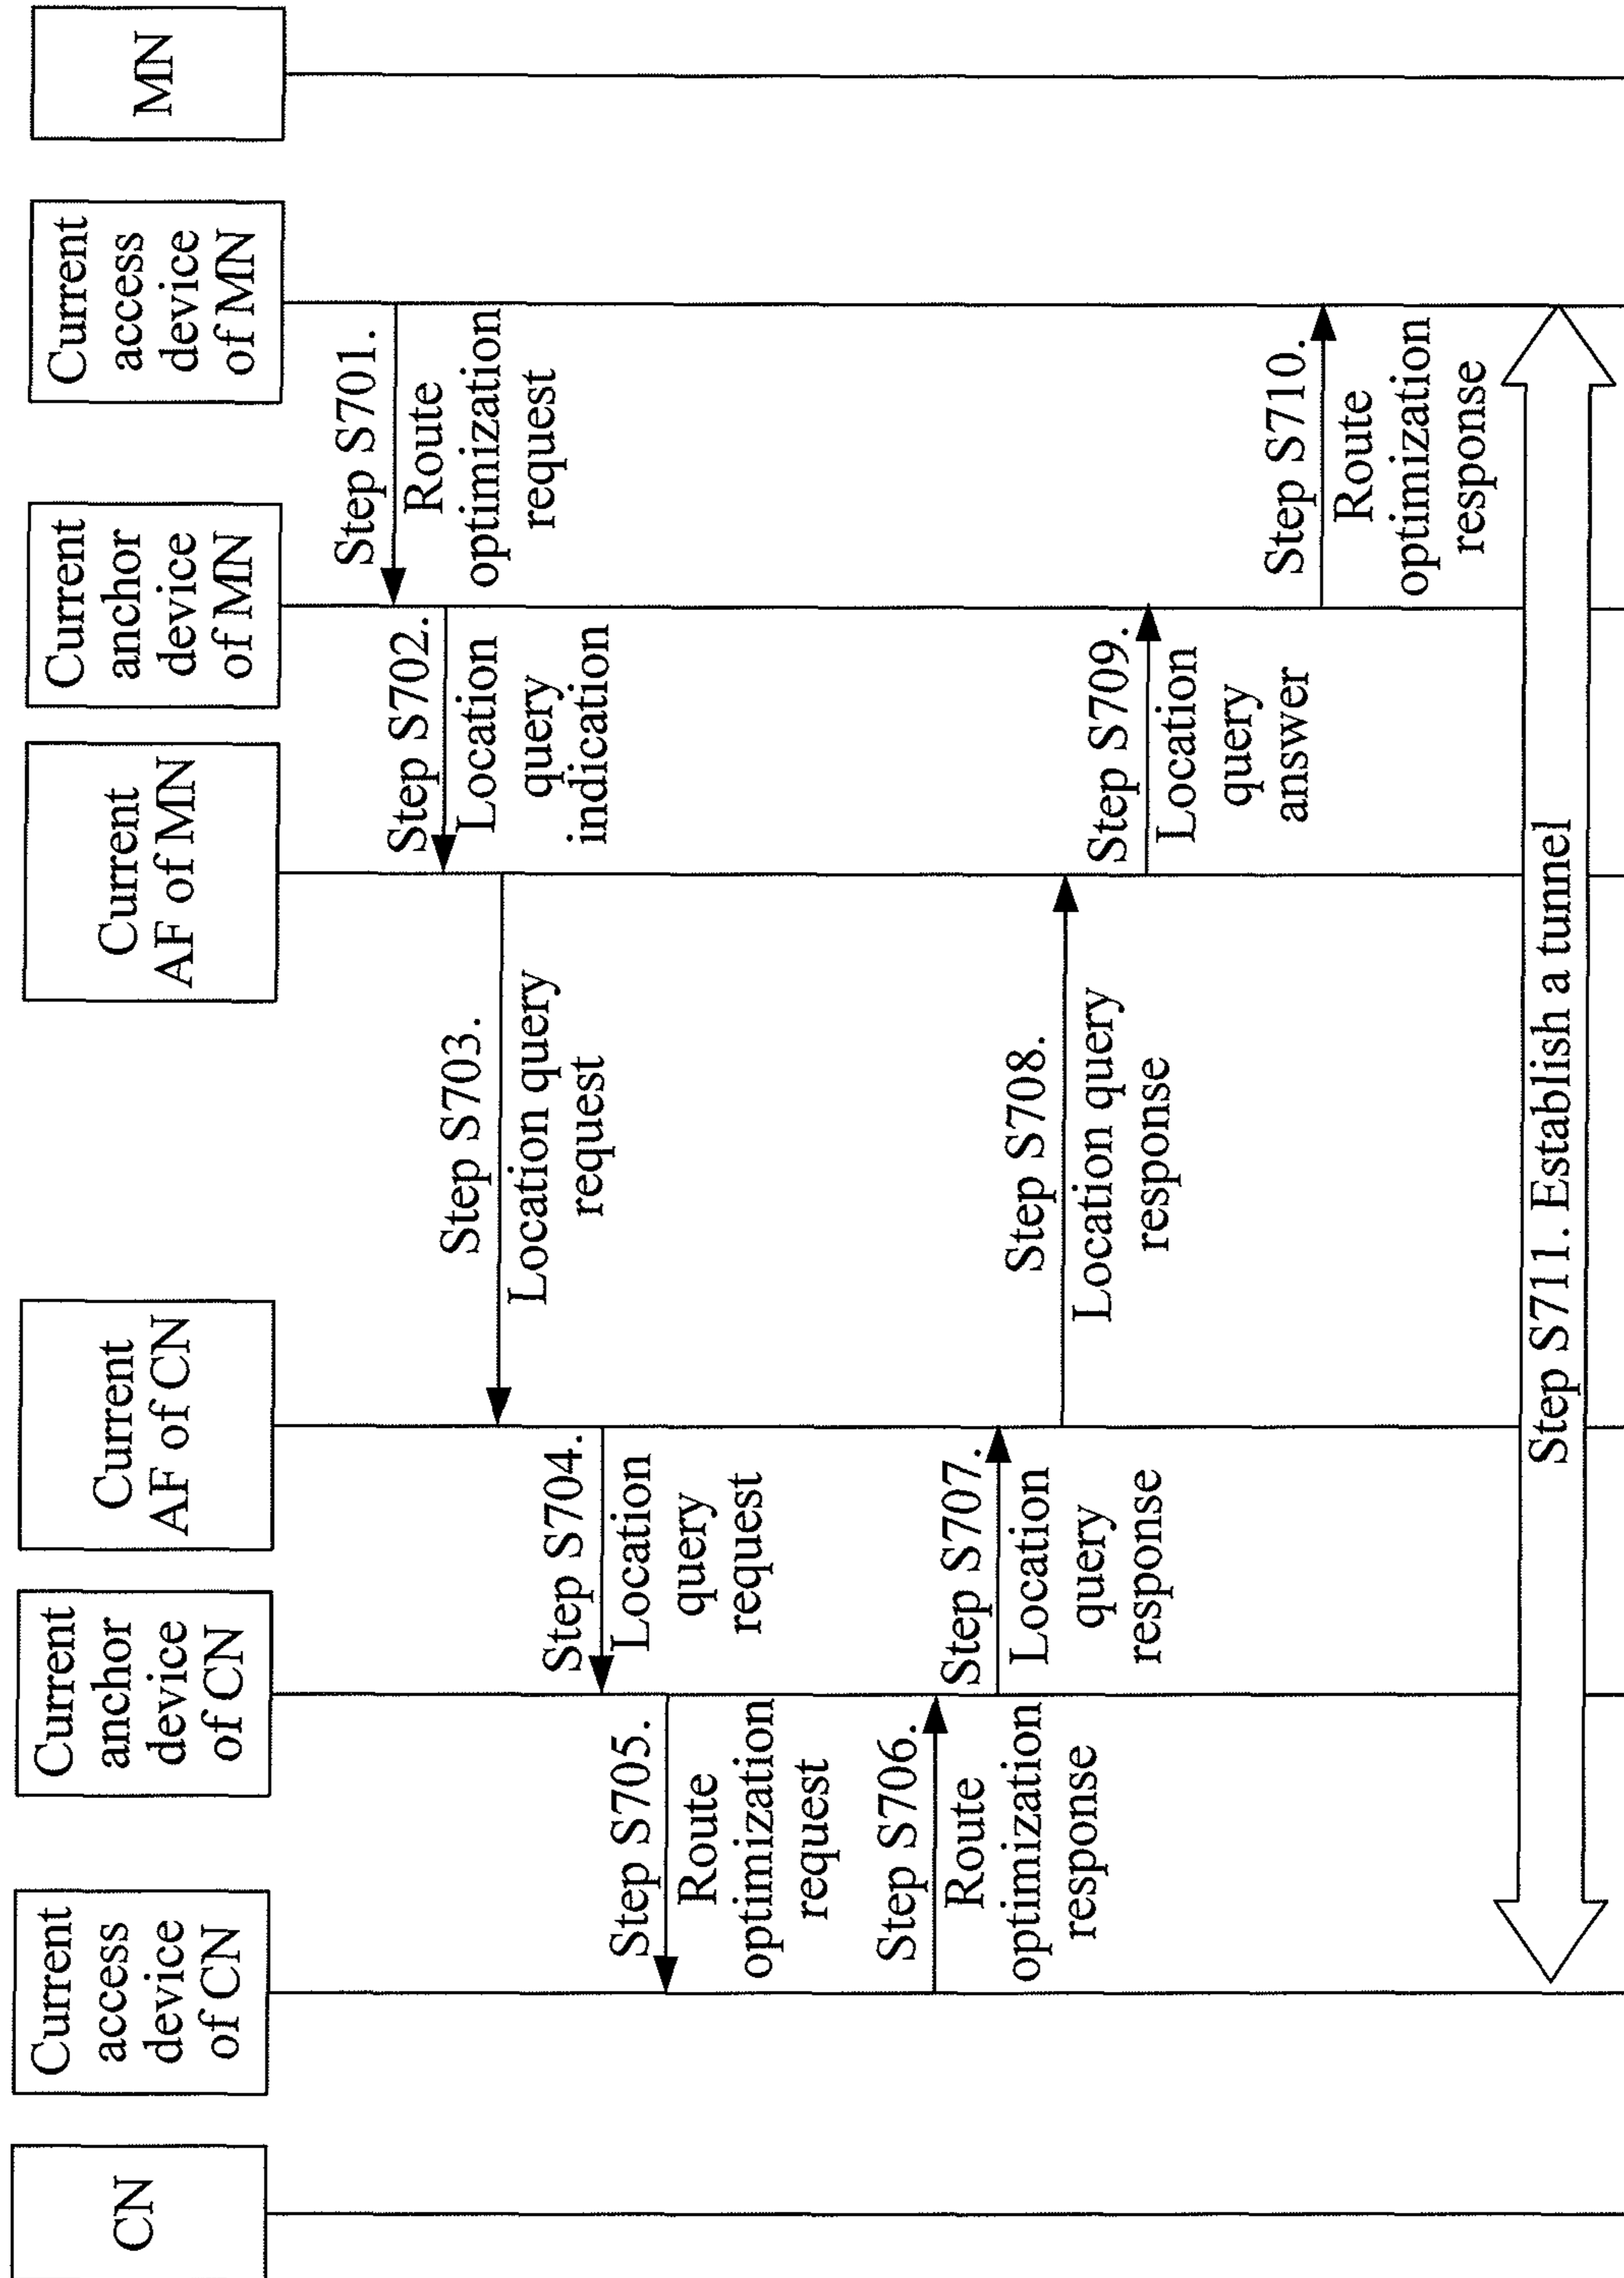 CN
Current
access
device
of CN
Current
anchor
device
of CN
Current
AF of CN
Current
AF of MN
Current
anchor
device
of MN
Current
access
device
of MN
MN
Step S701.
Route
optimization
request
Step S702.
Location
query
indication
Step S703.
Location query
request
Step S704.
Location
query
request
Step S705.
Route
optimization
request
Step S706.
Route
optimization
response
Step S707.
Location
query
response
Step S708.
Location query
response
Step S709.
Location
query
answer
Step S710.
Route
optimization
response
Step S711. Establish a tunnel